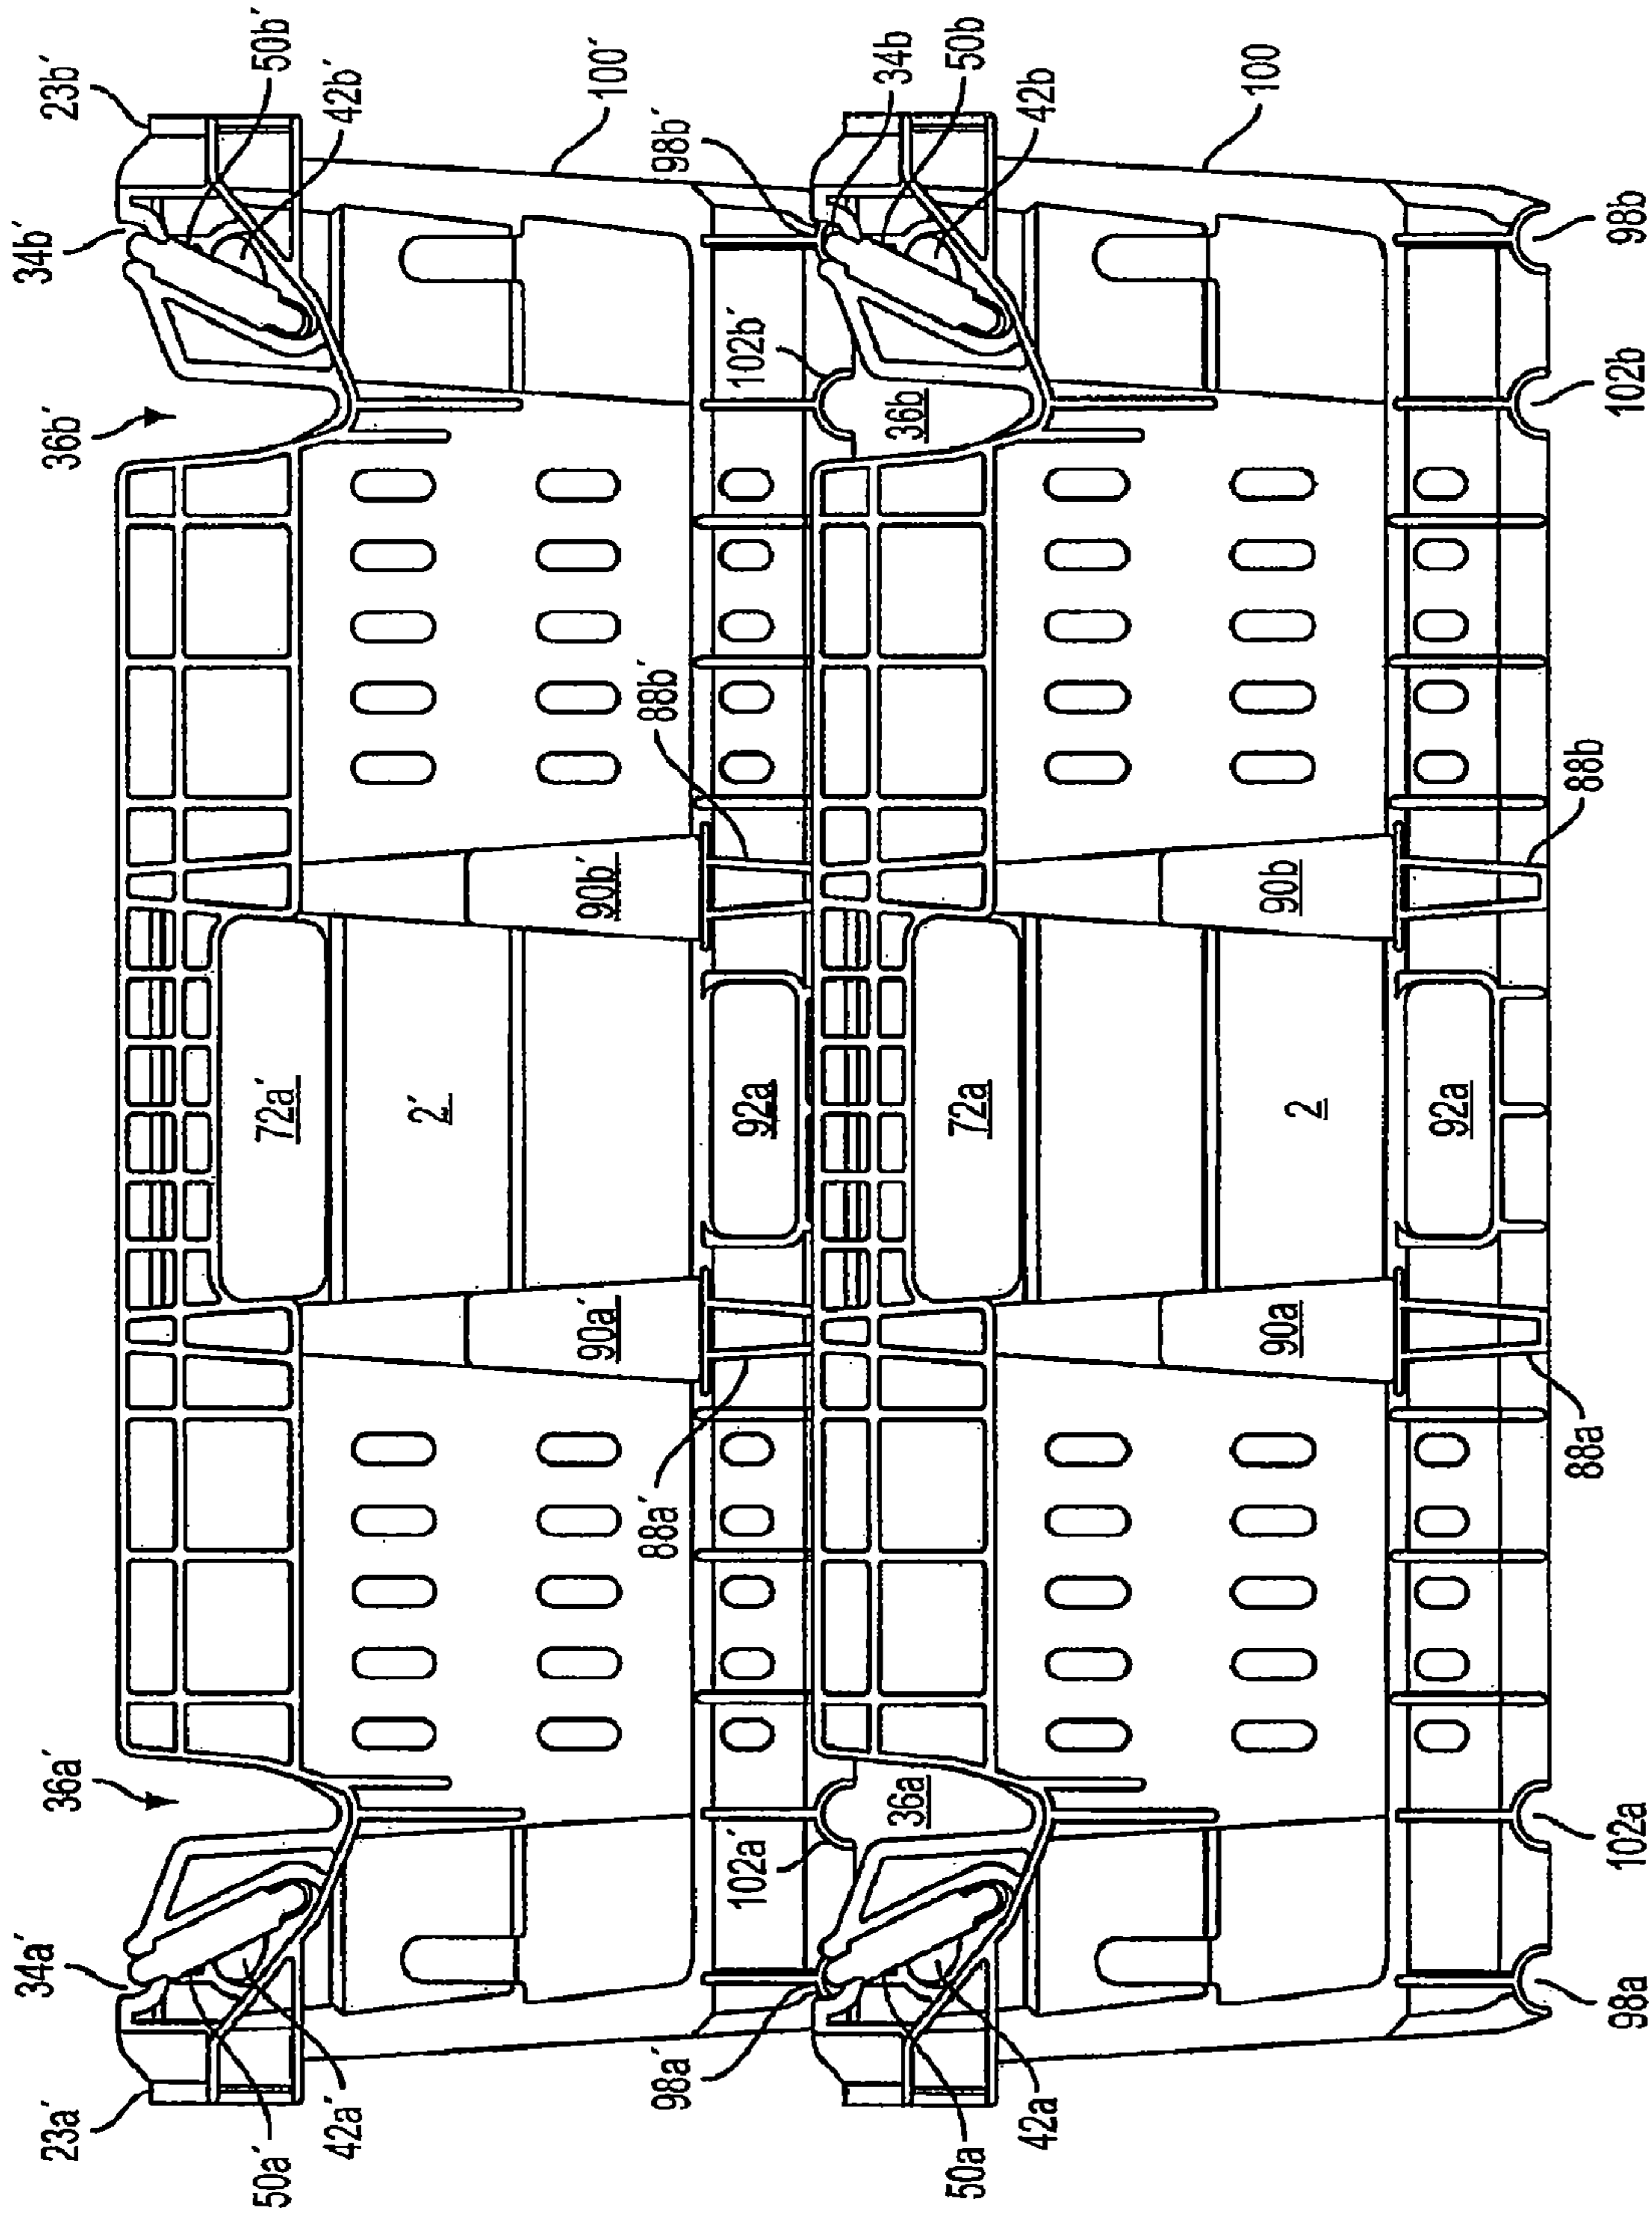 23a´ 34a´ 36a´ 36b´ 34b´ 23b´
50a´ 42a´ 72a´ 50b´ 42b´
2´
90a´ 90b´ 100´
98a´ 88a´ 88b´ 98b´
102a´ 92a 102b´
36a 36b 34b
50a 72a 50b
42a 42b
100
90a 2 90b
92a
88a 88b
98a 102a 102b 98b